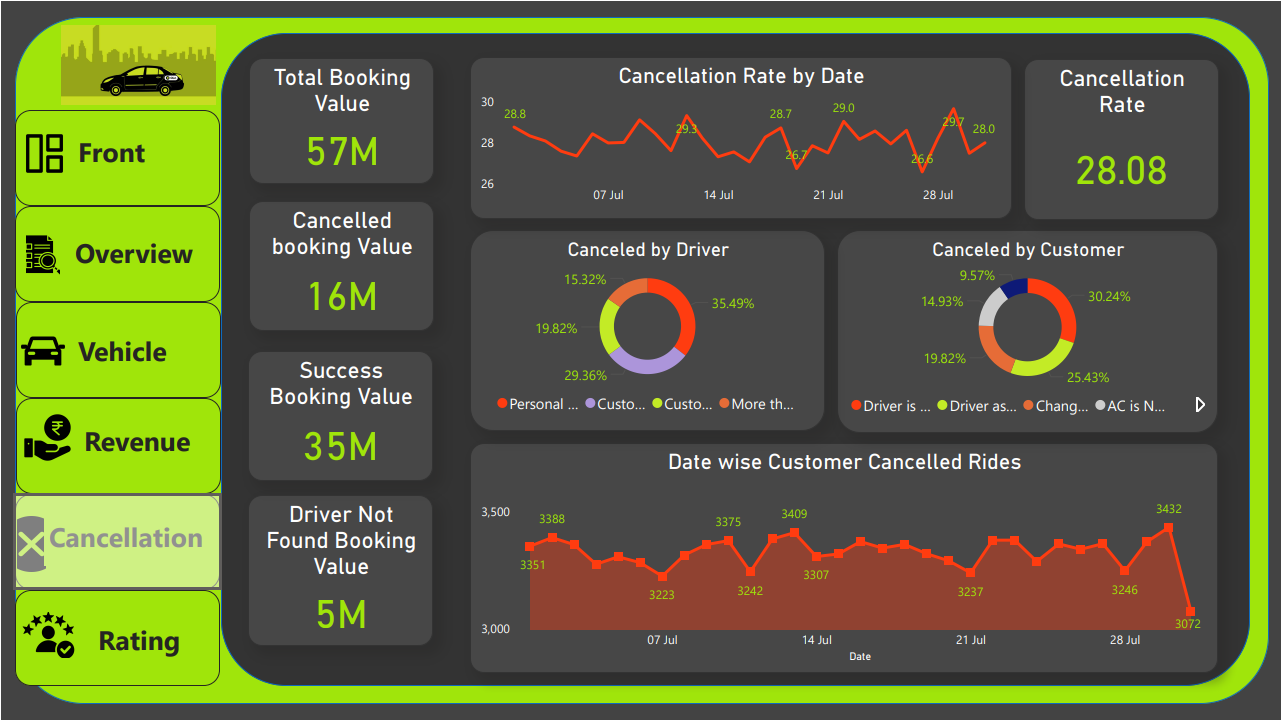 Front
Overview
Vehicle
Revenue
Cancellation
Rating
Total Booking
Value
57M
Cancelled
booking Value
16M
Success
Booking Value
35M
Driver Not
Found Booking
Value
5M
Cancellation Rate by Date
30
28
26
28.8
29.3
28.7
26.7
29.0
26.6
29.7
28.0
07 Jul
14 Jul
21 Jul
28 Jul
Cancellation
Rate
28.08
Canceled by Driver
15.32%
35.49%
19.82%
29.36%
Personal ...
Custo...
Custo...
More th...
Canceled by Customer
9.57%
30.24%
14.93%
19.82%
25.43%
Driver is ...
Driver as...
Chang...
AC is N...
Date wise Customer Cancelled Rides
3,500
3,000
3351
3388
3223
3375
3242
3409
3307
3237
3246
3432
3072
07 Jul
14 Jul
21 Jul
28 Jul
Date